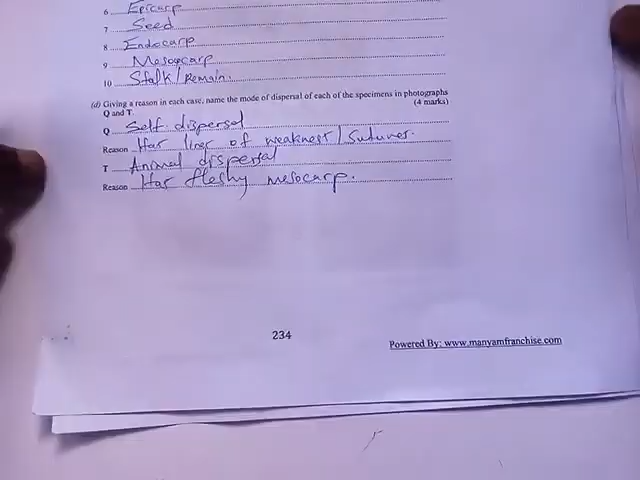 6 Epicarp
7 Seed
8 Endocarp
9 Mesocarp
10 Stalk/Remain.
(d) Giving a reason in each case, name the mode of dispersal of each of the specimens in photographs
Q and T. (4 marks)
Q Self dispersal
Reason Has lines of weakness/Sutures.
T Animal dispersal
Reason Has fleshy mesocarp.
234
Powered By: www.manyamfranchise.com